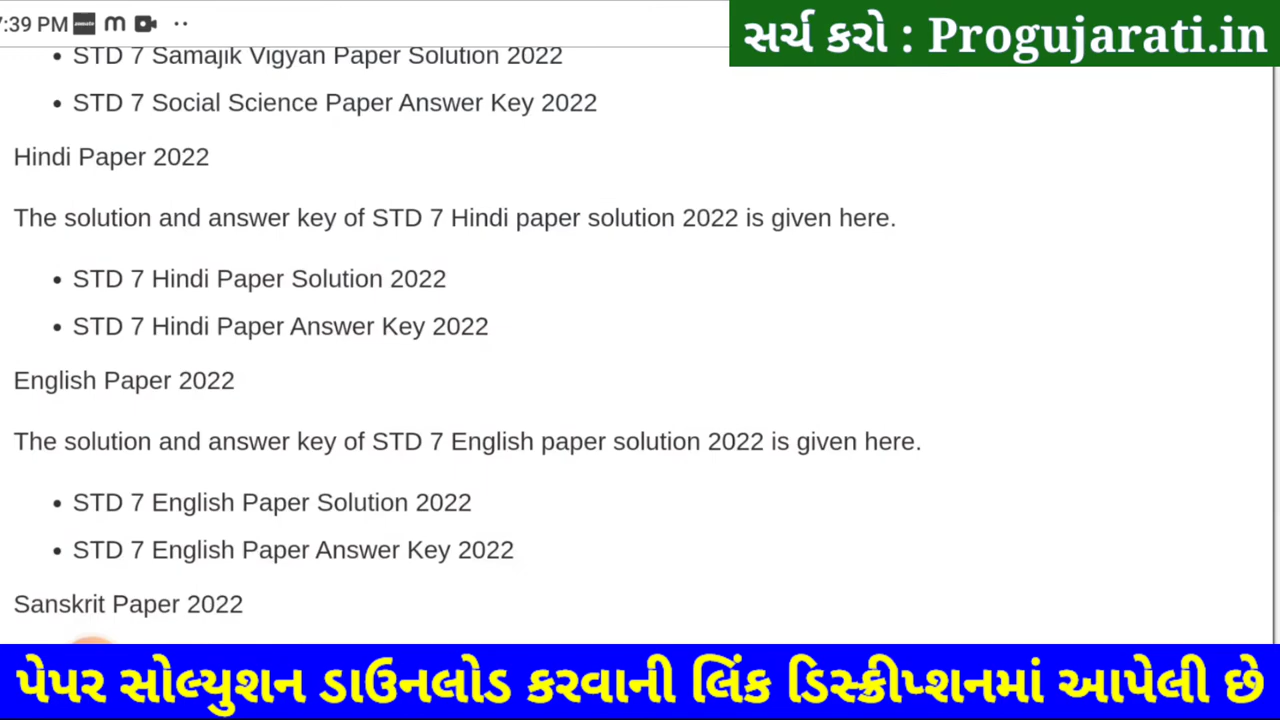 7:39 PM
સર્ચ કરો : Progujarati.in
• STD 7 Samajik Vigyan Paper Solution 2022
• STD 7 Social Science Paper Answer Key 2022
Hindi Paper 2022
The solution and answer key of STD 7 Hindi paper solution 2022 is given here.
• STD 7 Hindi Paper Solution 2022
• STD 7 Hindi Paper Answer Key 2022
English Paper 2022
The solution and answer key of STD 7 English paper solution 2022 is given here.
• STD 7 English Paper Solution 2022
• STD 7 English Paper Answer Key 2022
Sanskrit Paper 2022
પેપર સોલ્યુશન ડાઉનલોડ કરવાની લિંક ડિસ્ક્રીપ્શનમાં આપેલી છે